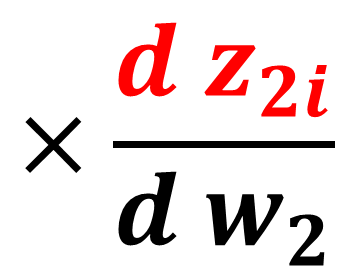 d z₂ᵢ
× ―――
d w₂